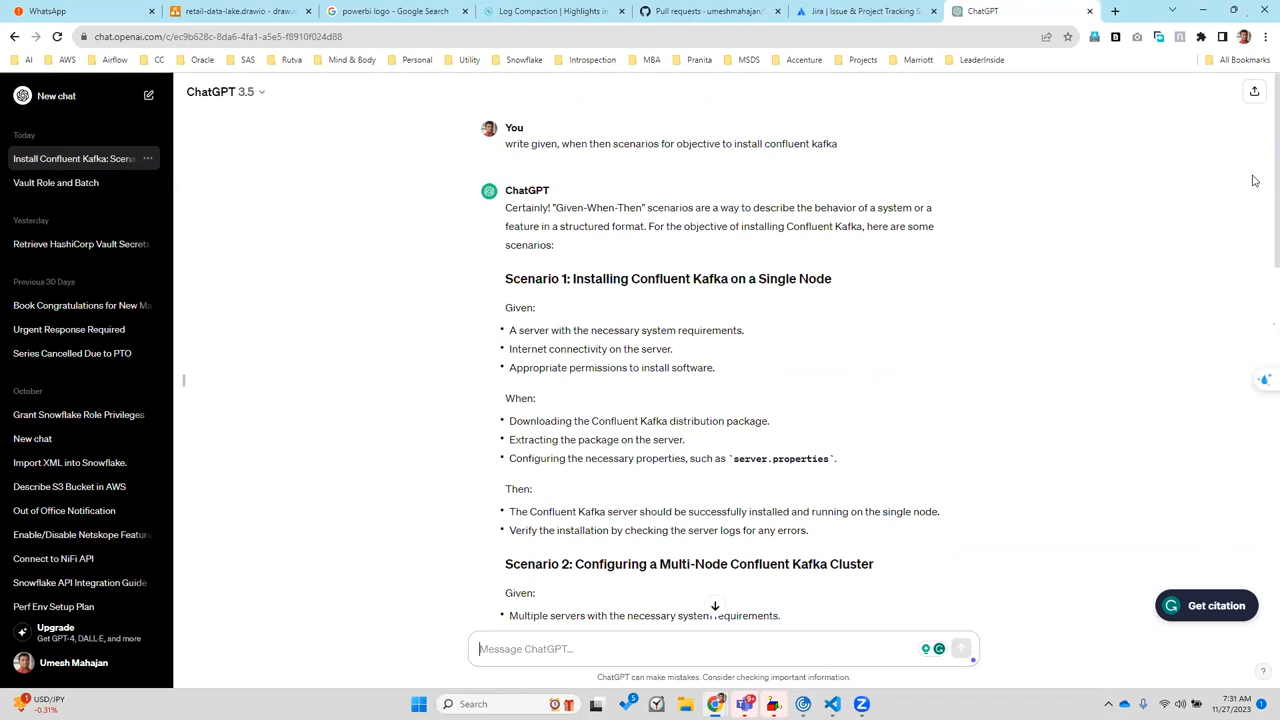 WhatsApp
retail-data-lake.drawio - draw.i
powerbi logo - Google Search
Log Compaction | Highlights in
Pull requests · umeshmahajan/
Jira | Issue & Project Tracking S
ChatGPT
chat.openai.com/c/ec9b628c-8da6-4fa1-a5e5-f8910f024d88
AI
AWS
Airflow
CC
Oracle
SAS
Rutva
Mind & Body
Personal
Utility
Snowflake
Introspection
MBA
Pranita
MSDS
Accenture
Projects
Marriott
LeaderInside
All Bookmarks
New chat
Today
Install Confluent Kafka: Scena
Vault Role and Batch
Yesterday
Retrieve HashiCorp Vault Secrets
Previous 30 Days
Book Congratulations for New Ma
Urgent Response Required
Series Cancelled Due to PTO
October
Grant Snowflake Role Privileges
New chat
Import XML into Snowflake.
Describe S3 Bucket in AWS
Out of Office Notification
Enable/Disable Netskope Feature
Connect to NiFi API
Snowflake API Integration Guide
Perf Env Setup Plan
Upgrade
Get GPT-4, DALL·E, and more
Umesh Mahajan
ChatGPT 3.5
You
write given, when then scenarios for objective to install confluent kafka
ChatGPT
Certainly! "Given-When-Then" scenarios are a way to describe the behavior of a system or a
feature in a structured format. For the objective of installing Confluent Kafka, here are some
scenarios:
Scenario 1: Installing Confluent Kafka on a Single Node
Given:
• A server with the necessary system requirements.
• Internet connectivity on the server.
• Appropriate permissions to install software.
When:
• Downloading the Confluent Kafka distribution package.
• Extracting the package on the server.
• Configuring the necessary properties, such as `server.properties`.
Then:
• The Confluent Kafka server should be successfully installed and running on the single node.
• Verify the installation by checking the server logs for any errors.
Scenario 2: Configuring a Multi-Node Confluent Kafka Cluster
Given:
• Multiple servers with the necessary system requirements.
Get citation
Message ChatGPT...
ChatGPT can make mistakes. Consider checking important information.
?
1
USD/JPY
-0.31%
Search
5
9+
7:31 AM
11/27/2023
1